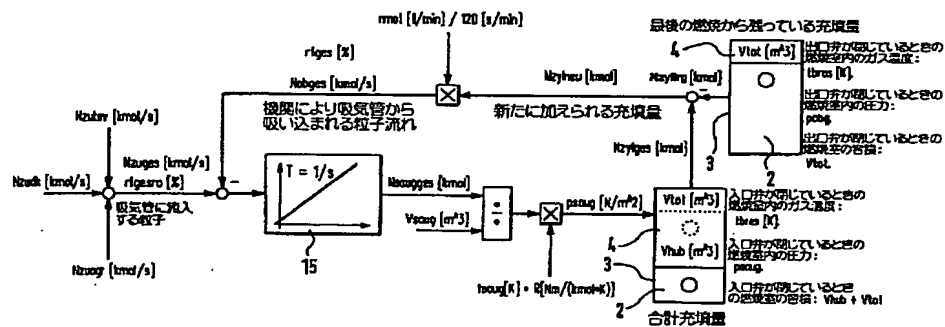 nmot [1/min] / 120 [s/min]
rlges [%]
Nabges [kmol/s]
機関により吸気管から
吸い込まれる粒子流れ
Nzylneu [kmol]
新たに加えられる充填量
[kmol]
最後の燃焼から残っている充填量
4
Vtot [m^3]
3
2
出口弁が閉じているときの
燃焼室内のガス温度:
tbres [K].
出口弁が閉じているときの
燃焼室内の圧力:
pabg.
出口弁が閉じているときの
燃焼室の容積:
Vtot.
[kmol/s]
Nzuges [kmol/s]
rlgesro [%]
Nzudk [kmol/s]
吸気管に流入
する粒子
Nzuagr [kmol/s]
T = 1/s
15
Nsaugges [kmol]
Vsaug [m^3]
psaug [N/m^2]
tsaug[K] * R[Nm/(kmol*K)]
Nzylges [kmol]
Vtot [m^3]
Vhub [m^3]
4
3
2
合計充填量
入口弁が閉じているときの
燃焼室内のガス温度:
tbres [K].
入口弁が閉じているときの
燃焼室内の圧力:
psaug.
入口弁が閉じているとき
の燃焼室の容積: Vhub + Vtot